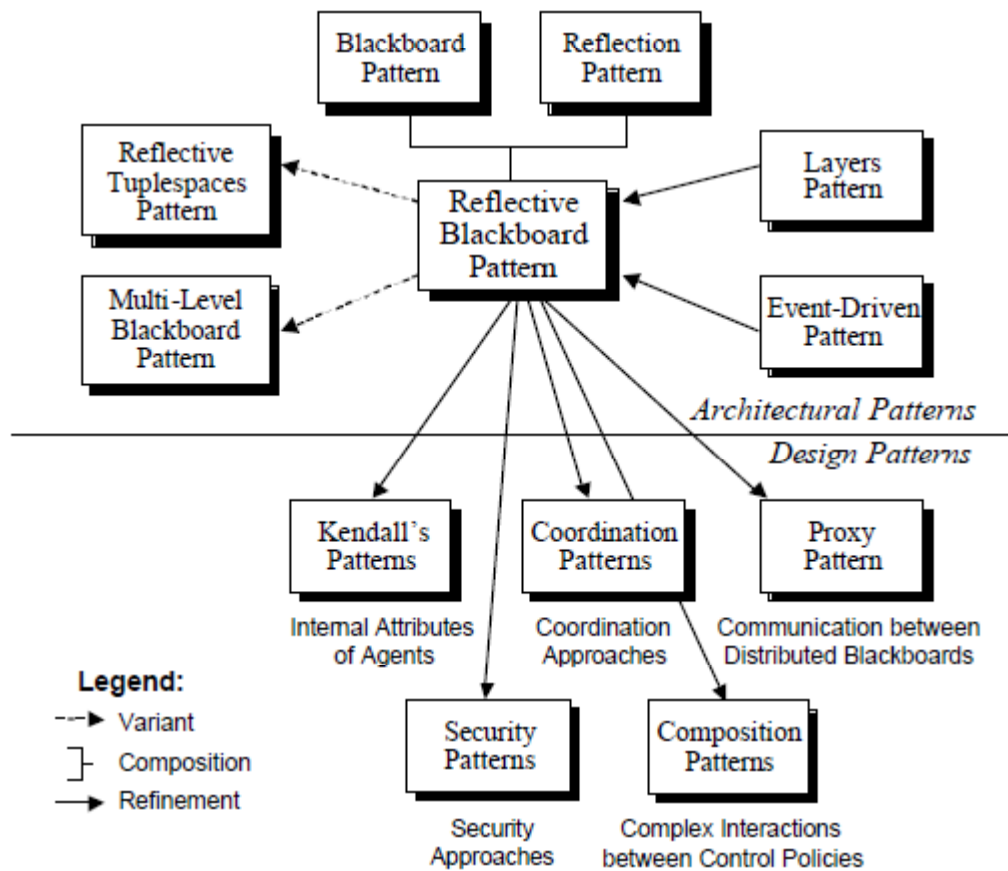 Blackboard
Pattern
Reflection
Pattern
Reflective
Tuplespaces
Pattern
Reflective
Blackboard
Pattern
Layers
Pattern
Multi-Level
Blackboard
Pattern
Event-Driven
Pattern
Architectural Patterns
Design Patterns
Kendall's
Patterns
Coordination
Patterns
Proxy
Pattern
Internal Attributes
of Agents
Coordination
Approaches
Communication between
Distributed Blackboards
Legend:
Variant
Composition
Refinement
Security
Patterns
Composition
Patterns
Security
Approaches
Complex Interactions
between Control Policies